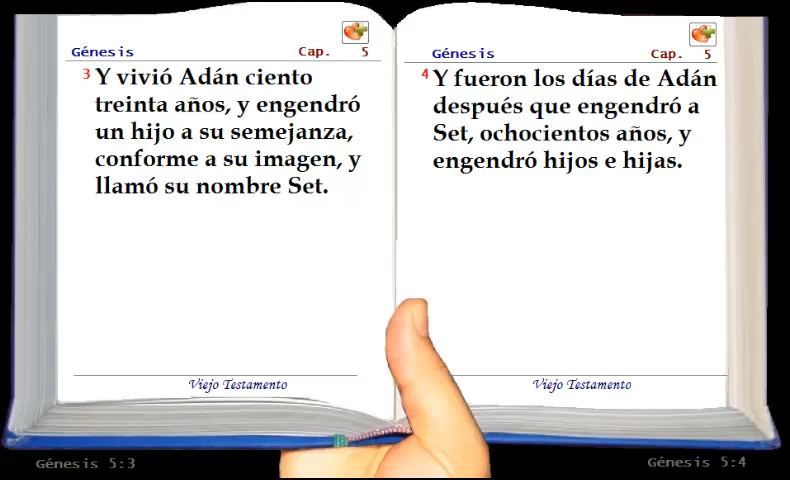 Génesis Cap. 5
3 Y vivió Adán ciento
treinta años, y engendró
un hijo a su semejanza,
conforme a su imagen, y
llamó su nombre Set.
Viejo Testamento
Génesis 5:3
Génesis Cap. 5
4 Y fueron los días de Adán
después que engendró a
Set, ochocientos años, y
engendró hijos e hijas.
Viejo Testamento
Génesis 5:4